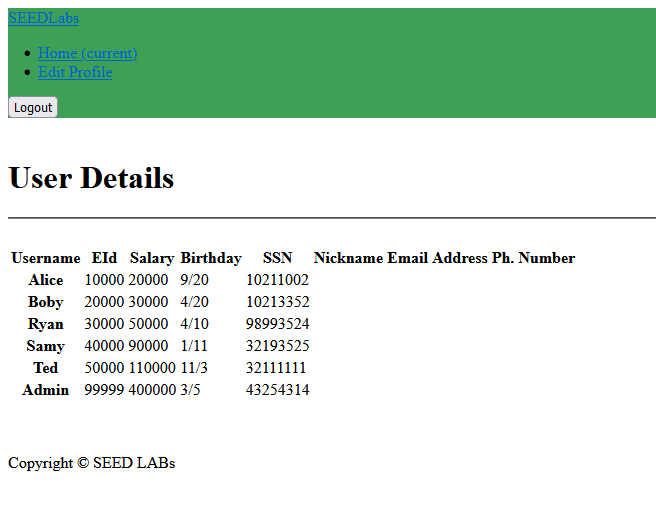 SEEDLabs
Home (current)
Edit Profile
Logout
User Details
Username EId Salary Birthday SSN Nickname Email Address Ph. Number
Alice 10000 20000 9/20 10211002
Boby 20000 30000 4/20 10213352
Ryan 30000 50000 4/10 98993524
Samy 40000 90000 1/11 32193525
Ted 50000 110000 11/3 32111111
Admin 99999 400000 3/5 43254314
Copyright © SEED LABs